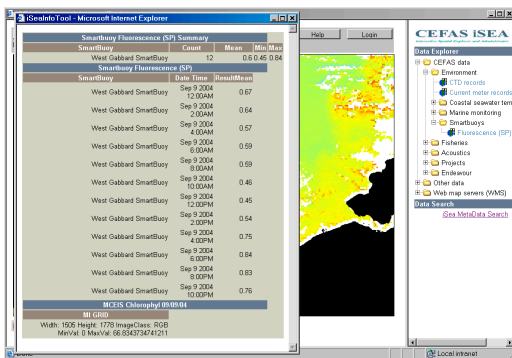 iSeaInfoTool - Microsoft Internet Explorer
Smartbuoy Fluorescence (SP) Summary
SmartBuoy Count Mean Min Max
West Gabbard SmartBuoy 12 0.6 0.45 0.84
Smartbuoy Fluorescence (SP)
SmartBuoy Date Time ResultMean
West Gabbard SmartBuoy Sep 9 2004 12:00AM 0.67
West Gabbard SmartBuoy Sep 9 2004 2:00AM 0.64
West Gabbard SmartBuoy Sep 9 2004 4:00AM 0.57
West Gabbard SmartBuoy Sep 9 2004 6:00AM 0.59
West Gabbard SmartBuoy Sep 9 2004 8:00AM 0.59
West Gabbard SmartBuoy Sep 9 2004 10:00AM 0.46
West Gabbard SmartBuoy Sep 9 2004 12:00PM 0.45
West Gabbard SmartBuoy Sep 9 2004 2:00PM 0.54
West Gabbard SmartBuoy Sep 9 2004 4:00PM 0.75
West Gabbard SmartBuoy Sep 9 2004 6:00PM 0.84
West Gabbard SmartBuoy Sep 9 2004 8:00PM 0.83
West Gabbard SmartBuoy Sep 9 2004 10:00PM 0.76
MCEIS Chlorophyl 09/09/04
MI GRID
Width: 1505 Height: 1778 ImageClass: RGB
MinVal: 0 MaxVal: 66.8343734741211
Help Login
CEFAS iSEA
Data Explorer
CEFAS data
Environment
CTD records
Current meter records
Coastal seawater tem
Marine monitoring
Smartbuoys
Fluorescence (SP)
Fisheries
Acoustics
Projects
Endeavour
Other data
Web map servers (WMS)
Data Search
iSea MetaData Search
Local intranet